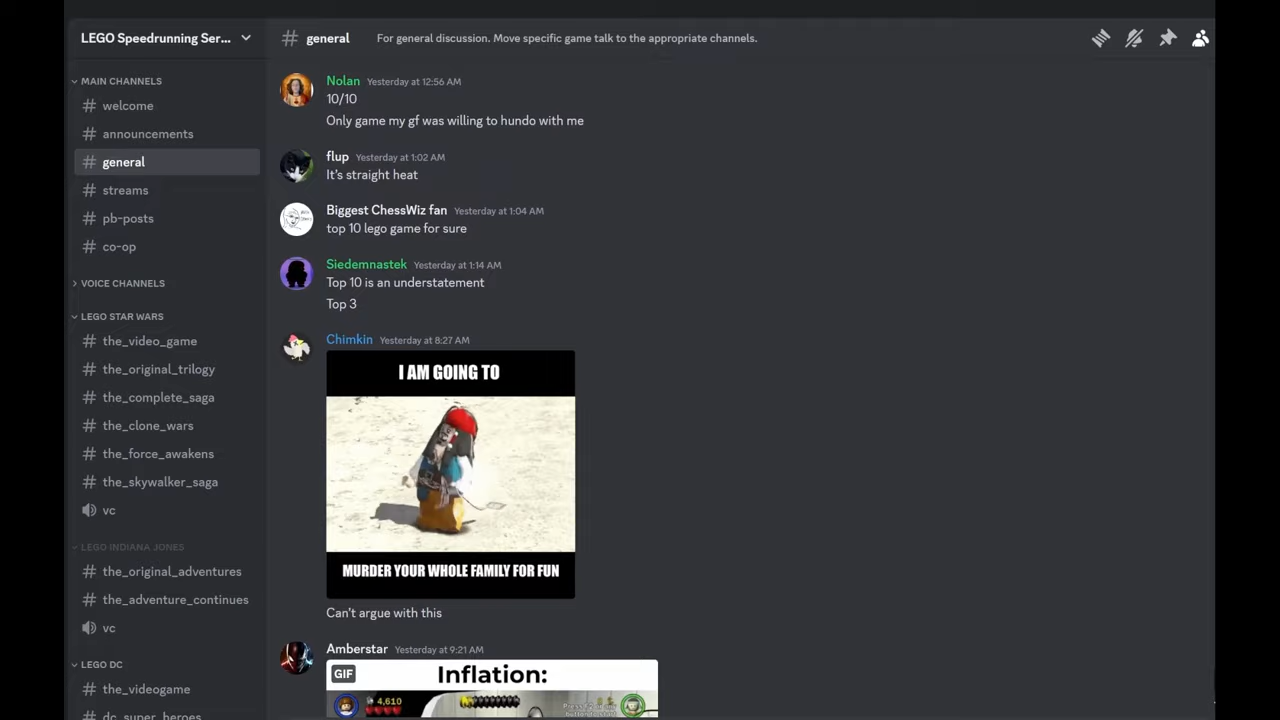 LEGO Speedrunning Ser...
general
For general discussion. Move specific game talk to the appropriate channels.
MAIN CHANNELS
welcome
announcements
general
streams
pb-posts
co-op
VOICE CHANNELS
LEGO STAR WARS
the_video_game
the_original_trilogy
the_complete_saga
the_clone_wars
the_force_awakens
the_skywalker_saga
vc
LEGO INDIANA JONES
the_original_adventures
the_adventure_continues
vc
LEGO DC
the_videogame
dc_super_heroes
Nolan Yesterday at 12:56 AM
10/10
Only game my gf was willing to hundo with me
flup Yesterday at 1:02 AM
It's straight heat
Biggest ChessWiz fan Yesterday at 1:04 AM
top 10 lego game for sure
Siedemnastek Yesterday at 1:14 AM
Top 10 is an understatement
Top 3
Chimkin Yesterday at 8:27 AM
I AM GOING TO
MURDER YOUR WHOLE FAMILY FOR FUN
Can't argue with this
Amberstar Yesterday at 9:21 AM
GIF
Inflation:
4,610